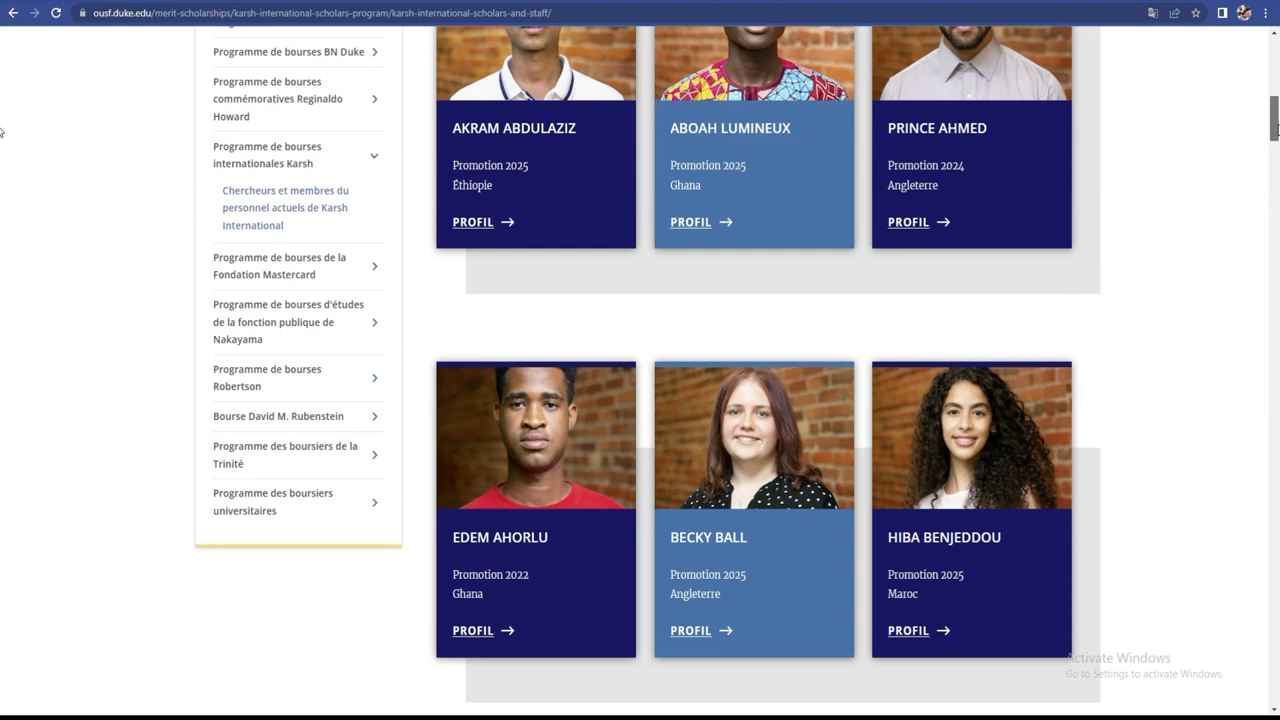 ousf.duke.edu/merit-scholarships/karsh-international-scholars-program/karsh-international-scholars-and-staff/
Programme de bourses BN Duke
Programme de bourses
commémoratives Reginaldo
Howard
Programme de bourses
internationales Karsh
Chercheurs et membres du
personnel actuels de Karsh
International
Programme de bourses de la
Fondation Mastercard
Programme de bourses d'études
de la fonction publique de
Nakayama
Programme de bourses
Robertson
Bourse David M. Rubenstein
Programme des boursiers de la
Trinité
Programme des boursiers
universitaires
AKRAM ABDULAZIZ
Promotion 2025
Éthiopie
PROFIL
ABOAH LUMINEUX
Promotion 2025
Ghana
PROFIL
PRINCE AHMED
Promotion 2024
Angleterre
PROFIL
EDEM AHORLU
Promotion 2022
Ghana
PROFIL
BECKY BALL
Promotion 2025
Angleterre
PROFIL
HIBA BENJEDDOU
Promotion 2025
Maroc
PROFIL
Activate Windows
Go to Settings to activate Windows.